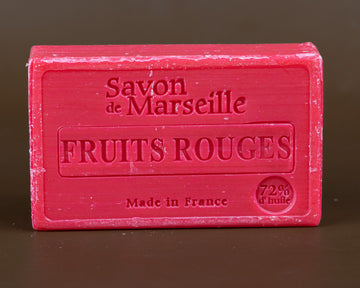 Savon
de Marseille
FRUITS ROUGES
72%
d'huile
Made in France